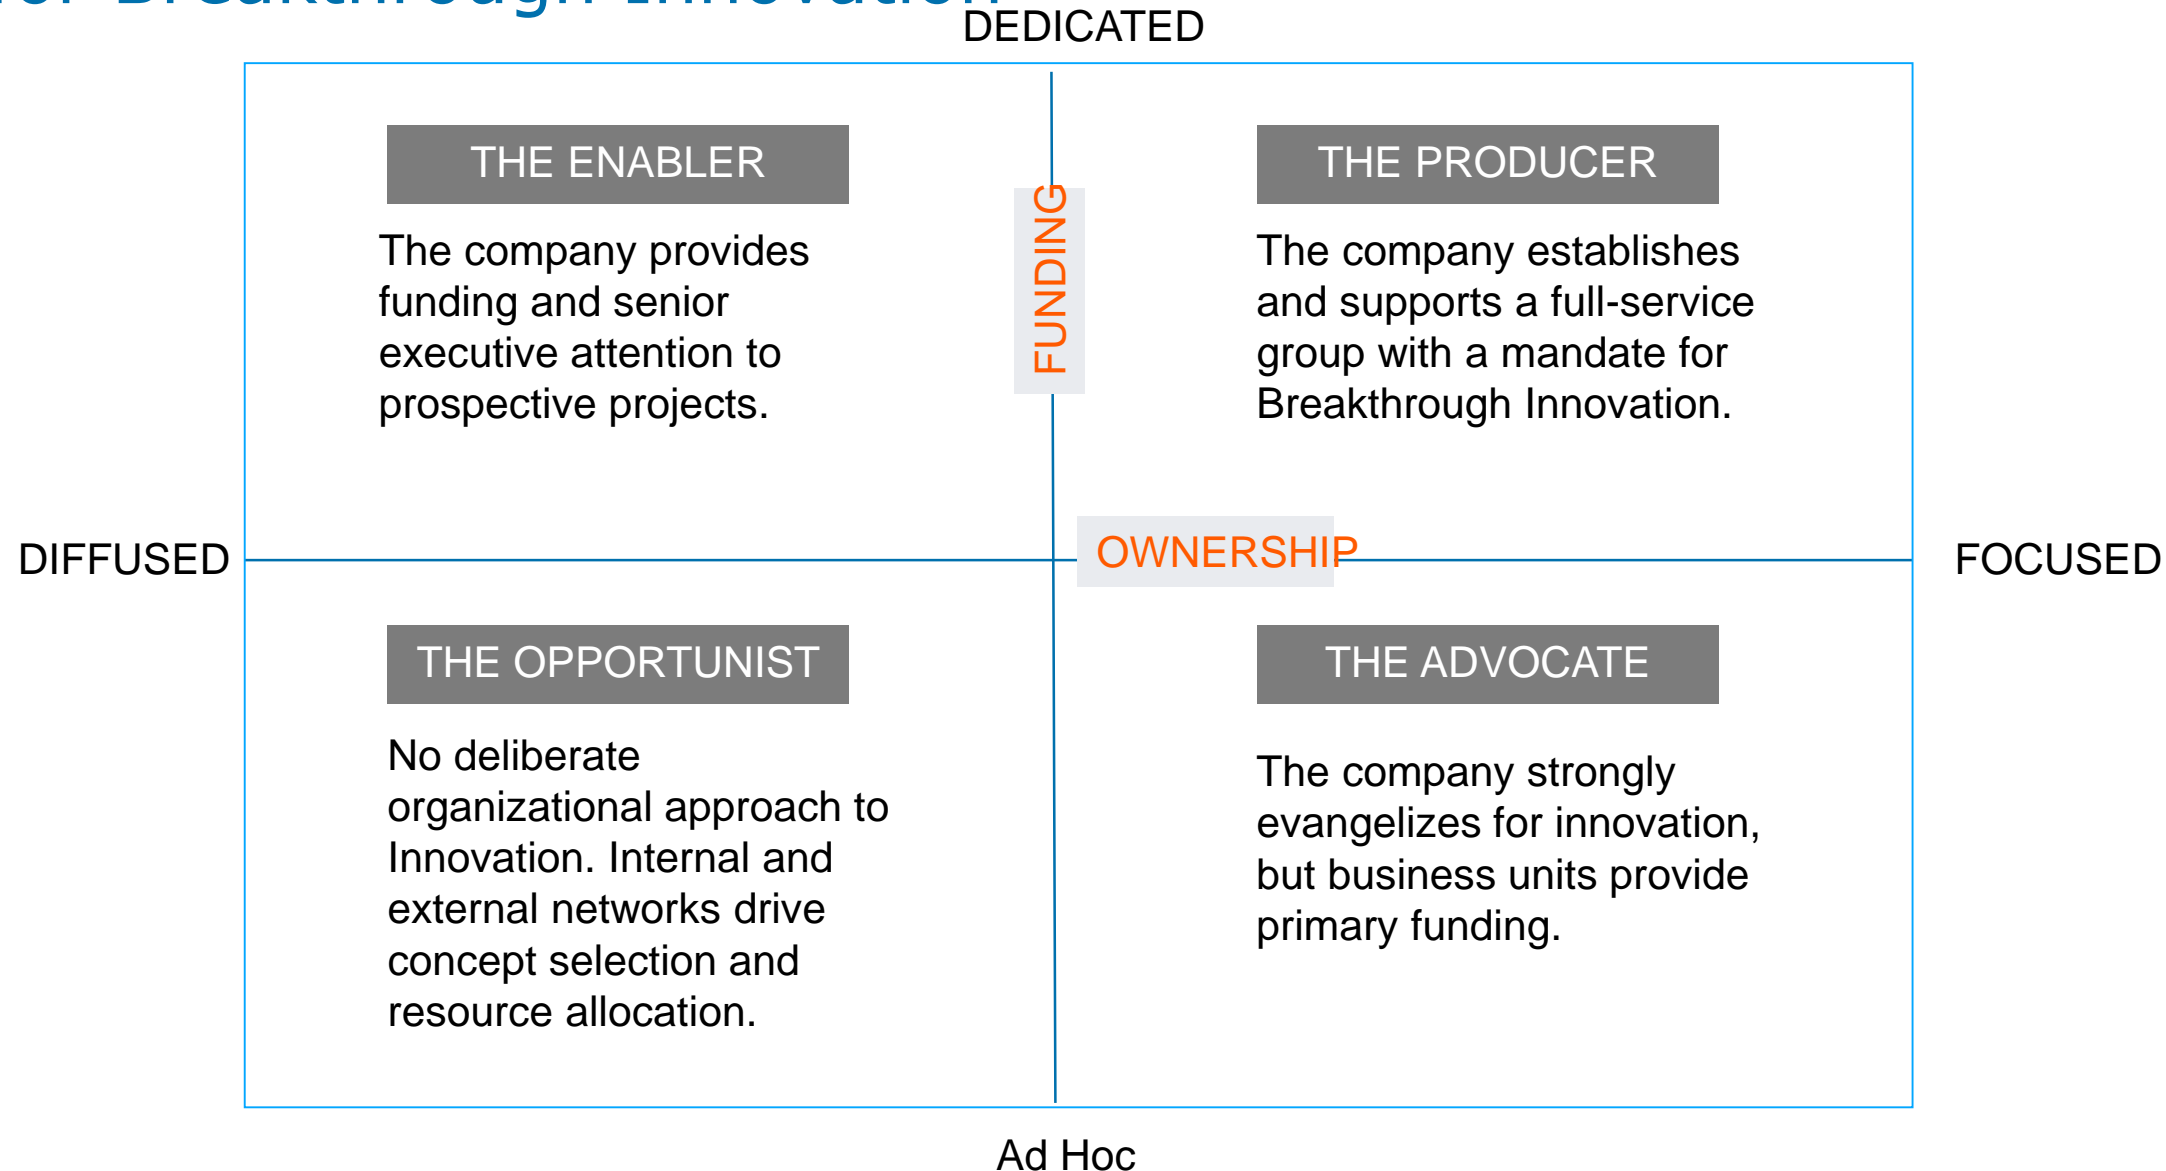 for Breakthrough Innovation
DEDICATED
THE ENABLER
The company provides
funding and senior
executive attention to
prospective projects.
FUNDING
THE PRODUCER
The company establishes
and supports a full-service
group with a mandate for
Breakthrough Innovation.
DIFFUSED
OWNERSHIP
FOCUSED
THE OPPORTUNIST
No deliberate
organizational approach to
Innovation. Internal and
external networks drive
concept selection and
resource allocation.
THE ADVOCATE
The company strongly
evangelizes for innovation,
but business units provide
primary funding.
Ad Hoc